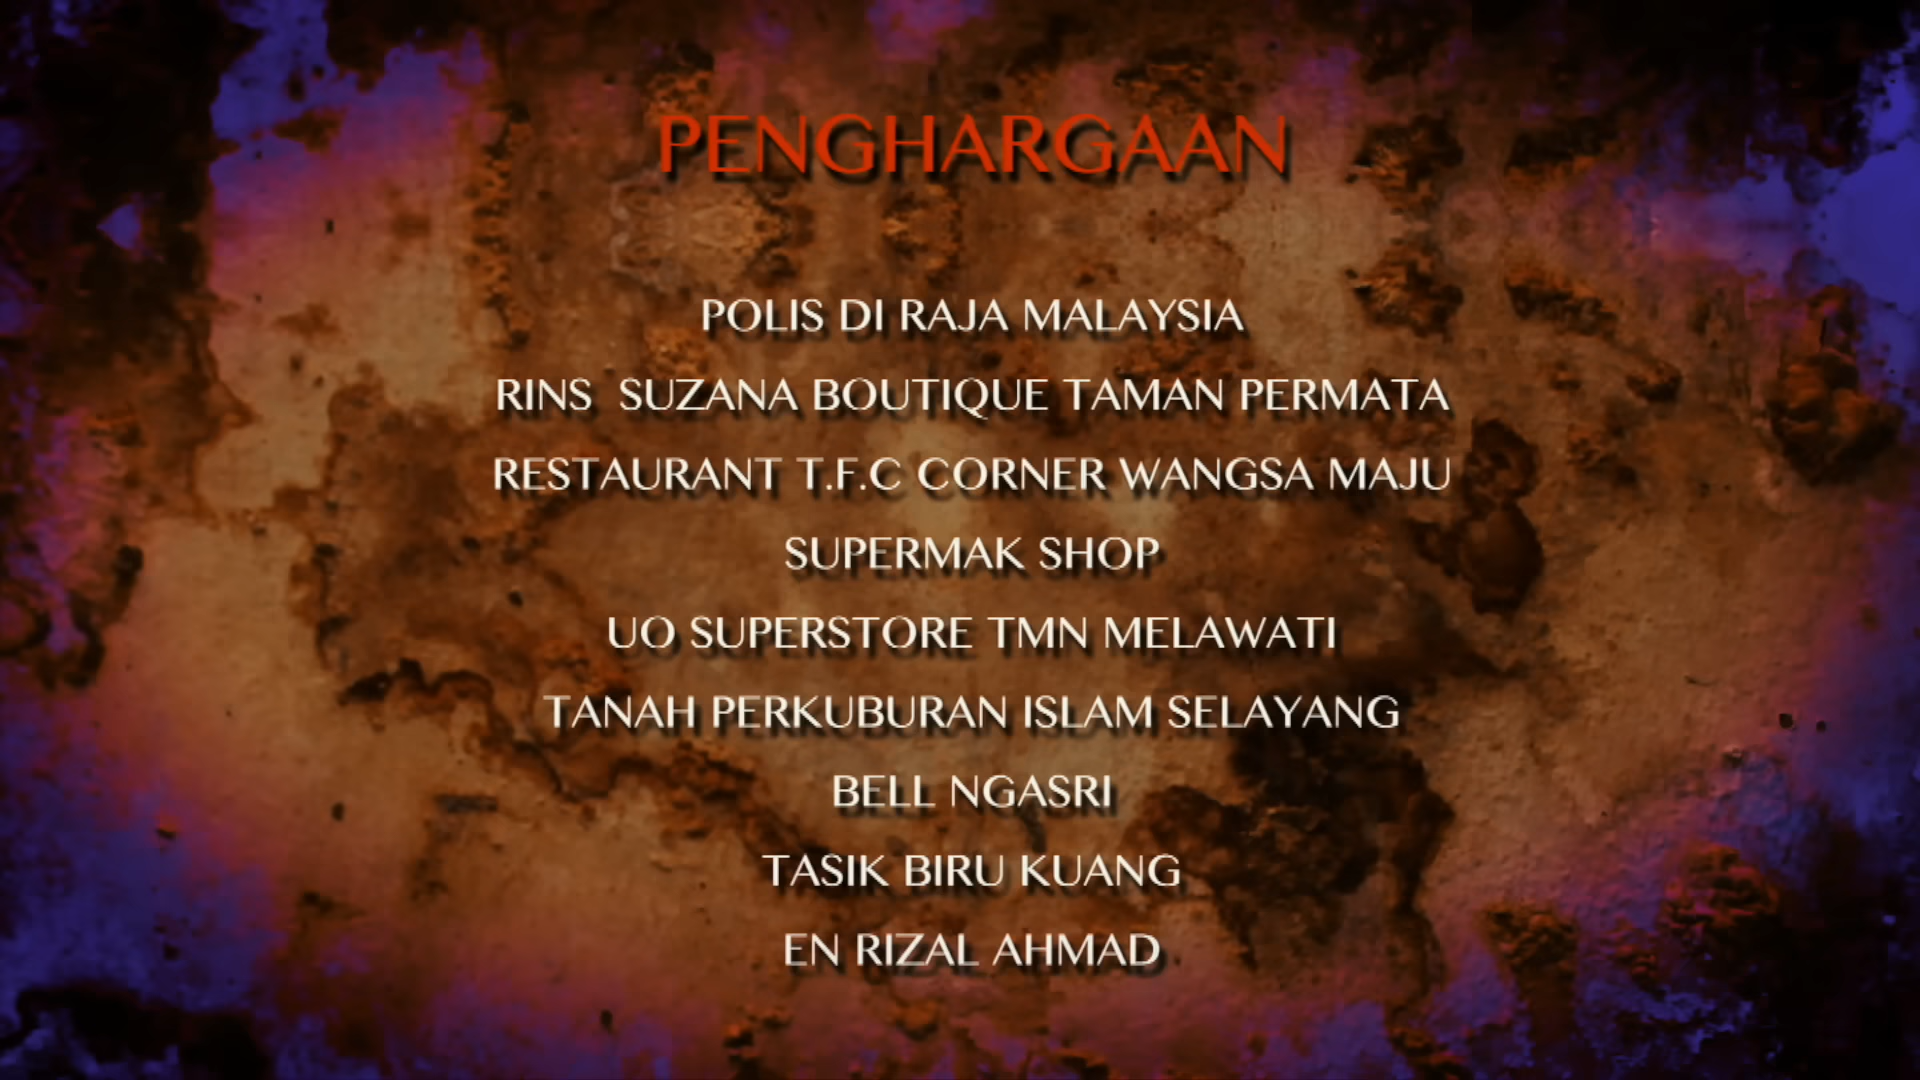 PENGHARGAAN
POLIS DI RAJA MALAYSIA
RINS  SUZANA BOUTIQUE TAMAN PERMATA
RESTAURANT T.F.C CORNER WANGSA MAJU
SUPERMAK SHOP
UO SUPERSTORE TMN MELAWATI
TANAH PERKUBURAN ISLAM SELAYANG
BELL NGASRI
TASIK BIRU KUANG
EN RIZAL AHMAD